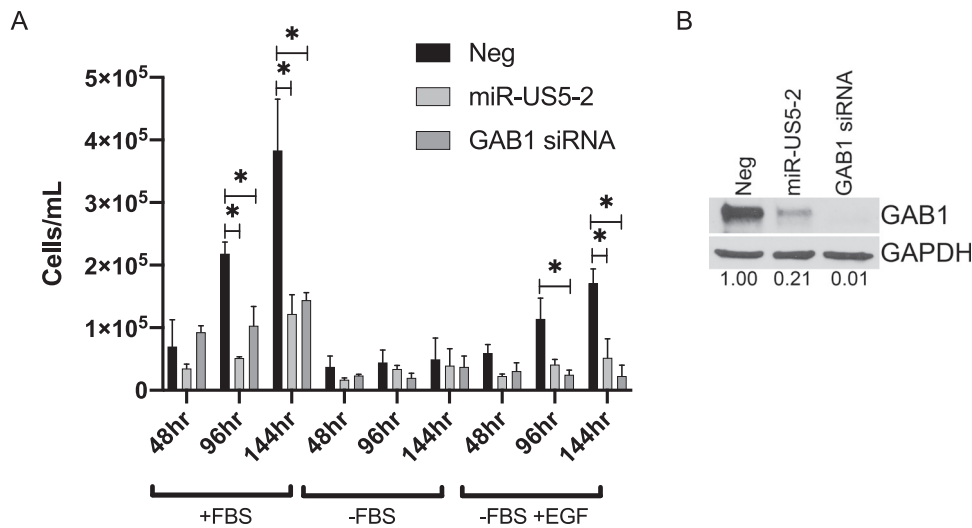 A
B
Neg
miR-US5-2
GAB1 siRNA
Cells/mL
5×10⁵
4×10⁵
3×10⁵
2×10⁵
1×10⁵
0
* * * * * * *
48hr 96hr 144hr 48hr 96hr 144hr 48hr 96hr 144hr
+FBS -FBS -FBS +EGF
Neg miR-US5-2 GAB1 siRNA
GAB1
GAPDH
1.00 0.21 0.01